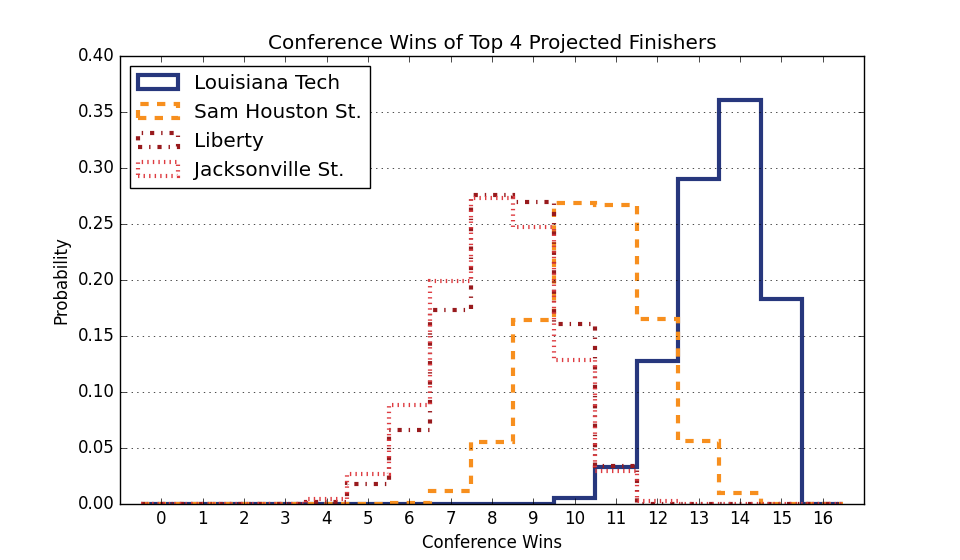 Conference Wins of Top 4 Projected Finishers
0.40
0.35
0.30
0.25
0.20
0.15
0.10
0.05
0.00
Probability
Louisiana Tech
Sam Houston St.
Liberty
Jacksonville St.
0 1 2 3 4 5 6 7 8 9 10 11 12 13 14 15 16
Conference Wins